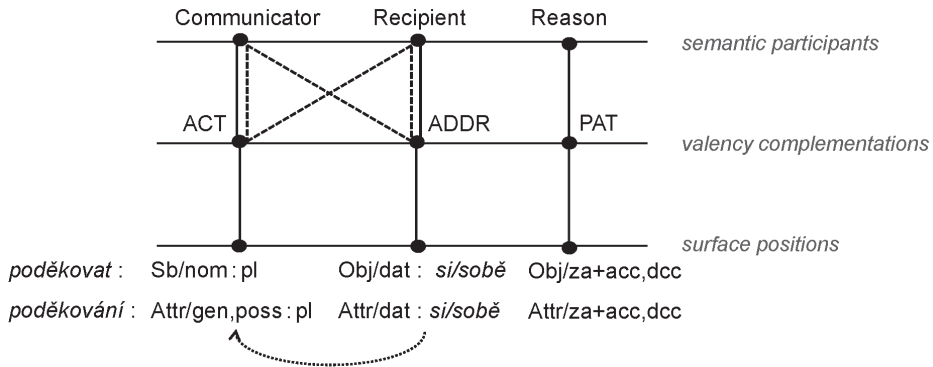 Communicator Recipient Reason
semantic participants
ACT ADDR PAT
valency complementations
surface positions
poděkovat : Sb/nom : pl Obj/dat : si/sobě Obj/za+acc,dcc
poděkování : Attr/gen,poss : pl Attr/dat : si/sobě Attr/za+acc,dcc